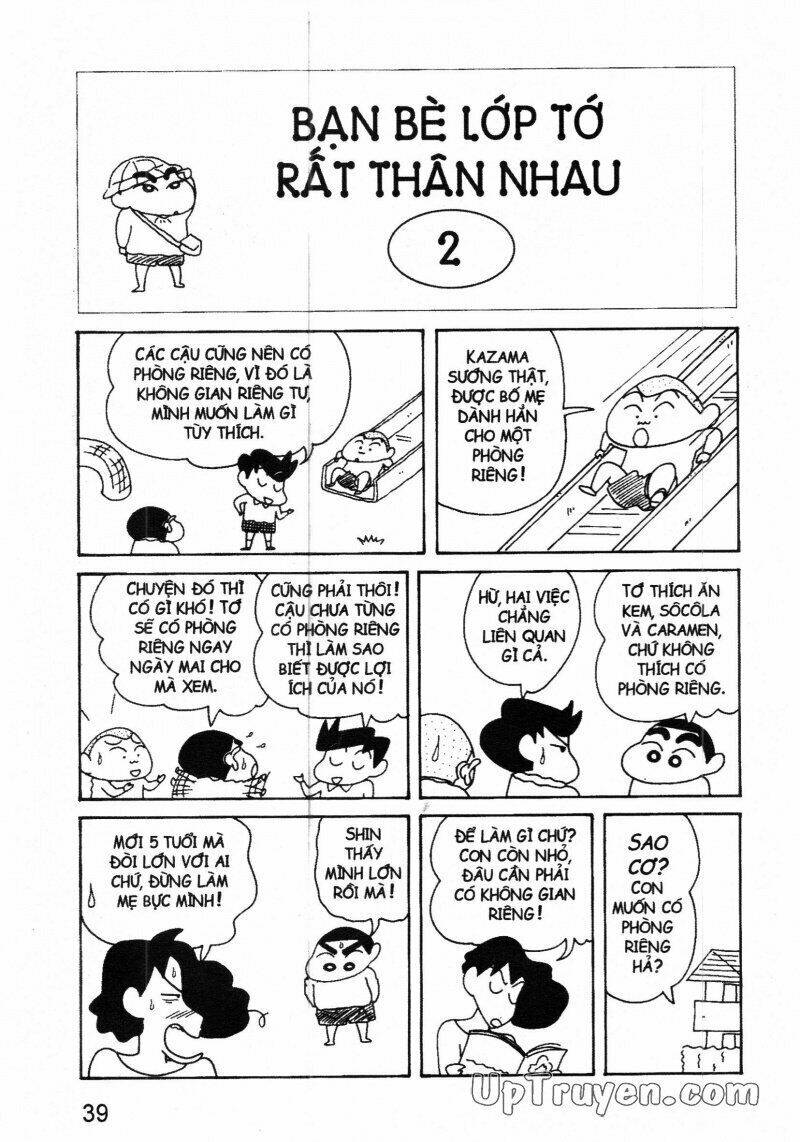 BẠN BÈ LỚP TỚ
RẤT THÂN NHAU
2
KAZAMA
SƯỚNG THẬT,
ĐƯỢC BỐ MẸ
DÀNH HẲN
CHO MỘT
PHÒNG
RIÊNG!
CÁC CẬU CŨNG NÊN CÓ
PHÒNG RIÊNG, VÌ ĐÓ LÀ
KHÔNG GIAN RIÊNG TƯ,
MÌNH MUỐN LÀM GÌ
TÙY THÍCH.
TỚ THÍCH ĂN
KEM, SÔCÔLA
VÀ CARAMEN,
CHỨ KHÔNG
THÍCH CÓ
PHÒNG RIÊNG.
HỪ, HAI VIỆC
CHẲNG
LIÊN QUAN
GÌ CẢ.
CŨNG PHẢI THÔI!
CẬU CHƯA TỪNG
CÓ PHÒNG RIÊNG
THÌ LÀM SAO
BIẾT ĐƯỢC LỢI
ÍCH CỦA NÓ!
CHUYỆN ĐÓ THÌ
CÓ GÌ KHÓ! TỚ
SẼ CÓ PHÒNG
RIÊNG NGAY
NGÀY MAI CHO
MÀ XEM.
SAO
CƠ?
CON
MUỐN CÓ
PHÒNG
RIÊNG
HẢ?
ĐỂ LÀM GÌ CHỨ?
CON CÒN NHỎ,
ĐÂU CẦN PHẢI
CÓ KHÔNG GIAN
RIÊNG!
SHIN
THẤY
MÌNH LỚN
RỒI MÀ!
MỚI 5 TUỔI MÀ
ĐÒI LỚN VỚI AI
CHỨ, ĐỪNG LÀM
MẸ BỰC MÌNH!
39
UpTruyen.com